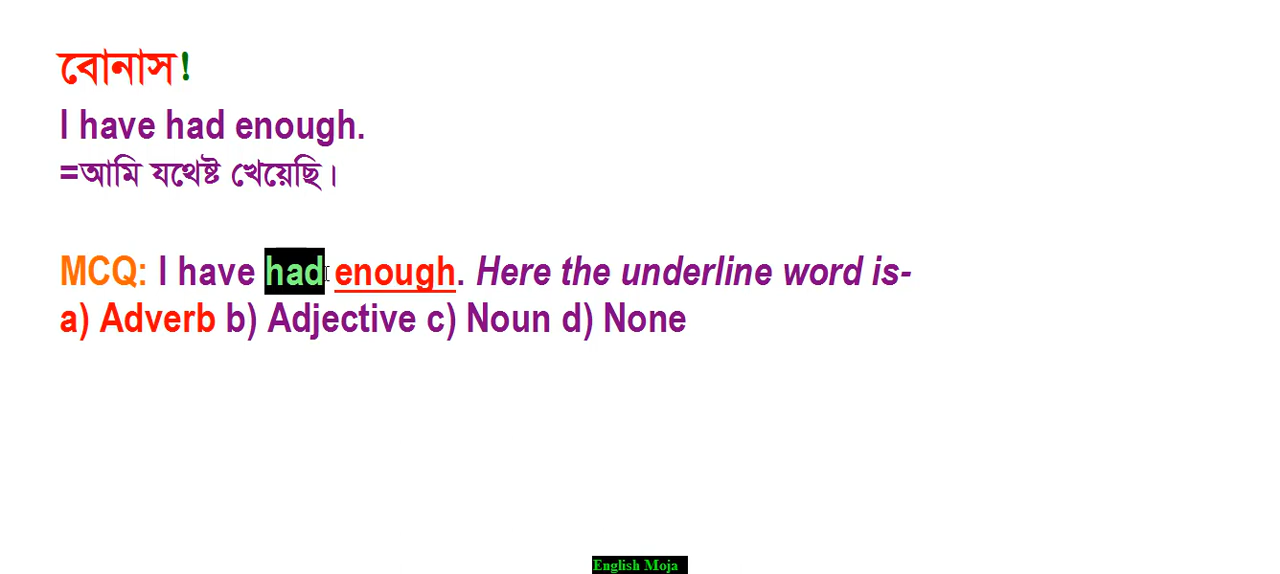 বোনাস!
I have had enough.
=আমি যথেষ্ট খেয়েছি।
MCQ: I have had enough. Here the underline word is-
a) Adverb b) Adjective c) Noun d) None
English Moja